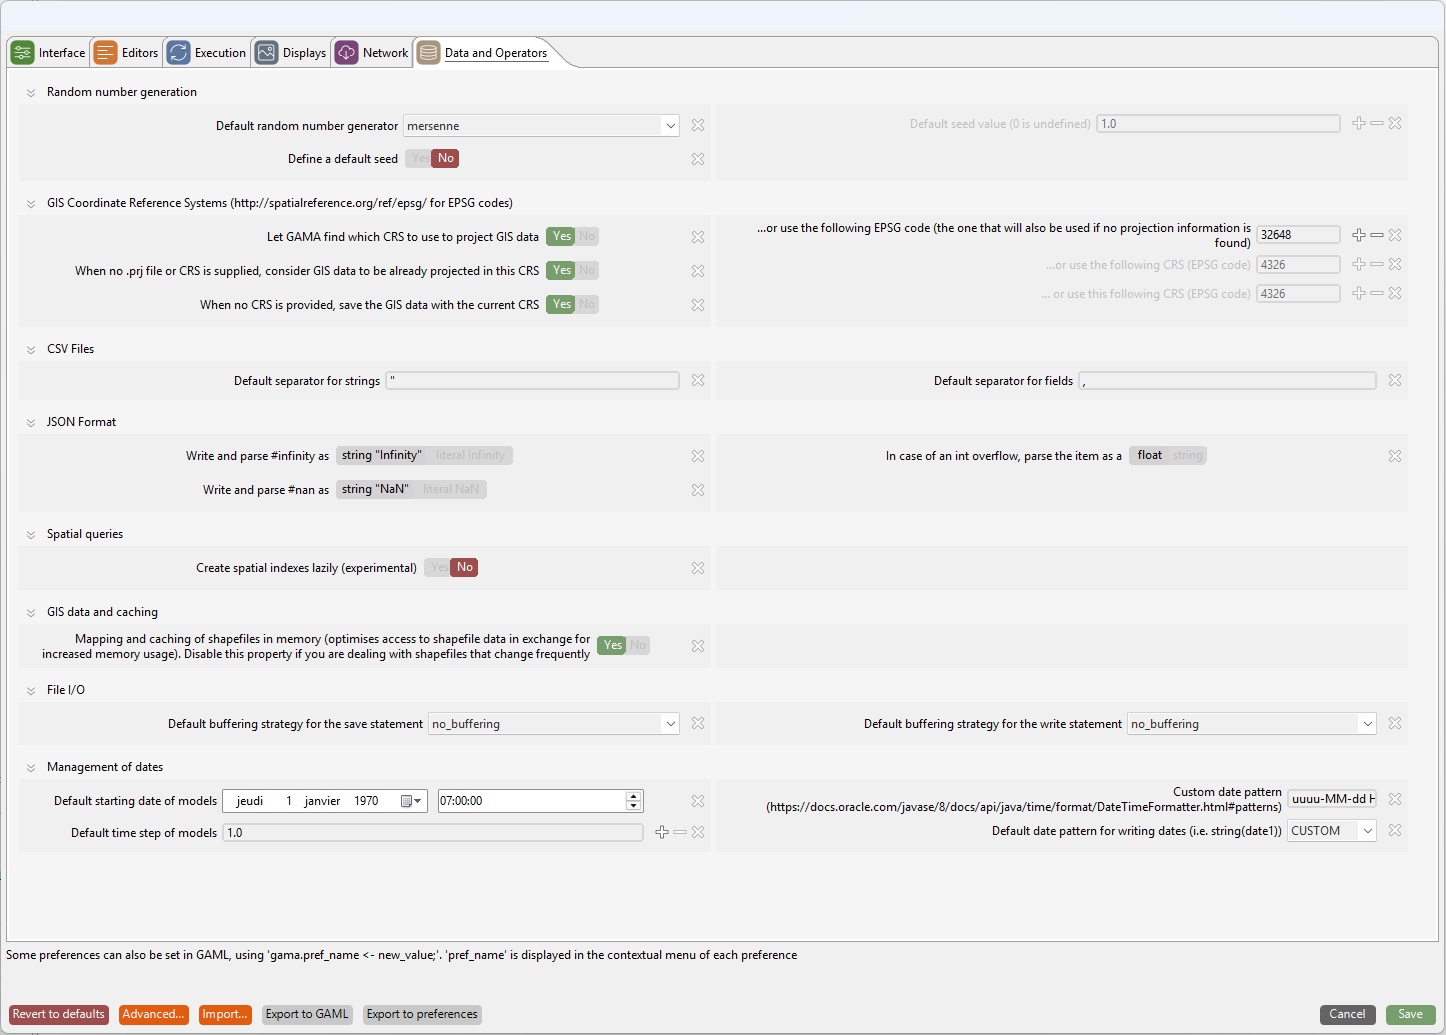 Interface Editors Execution Displays Network Data and Operators
Random number generation
Default random number generator mersenne
Default seed value (0 is undefined) 1.0
Define a default seed Yes No
GIS Coordinate Reference Systems (http://spatialreference.org/ref/epsg/ for EPSG codes)
Let GAMA find which CRS to use to project GIS data Yes No
...or use the following EPSG code (the one that will also be used if no projection information is
found) 32648
When no .prj file or CRS is supplied, consider GIS data to be already projected in this CRS Yes No
...or use the following CRS (EPSG code) 4326
When no CRS is provided, save the GIS data with the current CRS Yes No
... or use this following CRS (EPSG code) 4326
CSV Files
Default separator for strings "
Default separator for fields ,
JSON Format
Write and parse #infinity as string "Infinity" literal Infinity
In case of an int overflow, parse the item as a float string
Write and parse #nan as string "NaN" literal NaN
Spatial queries
Create spatial indexes lazily (experimental) Yes No
GIS data and caching
Mapping and caching of shapefiles in memory (optimises access to shapefile data in exchange for
increased memory usage). Disable this property if you are dealing with shapefiles that change frequently Yes No
File I/O
Default buffering strategy for the save statement no_buffering
Default buffering strategy for the write statement no_buffering
Management of dates
Default starting date of models jeudi 1 janvier 1970 07:00:00
Custom date pattern
(https://docs.oracle.com/javase/8/docs/api/java/time/format/DateTimeFormatter.html#patterns) uuuu-MM-dd H
Default time step of models 1.0
Default date pattern for writing dates (i.e. string(date1)) CUSTOM
Some preferences can also be set in GAML, using 'gama.pref_name <- new_value;'. 'pref_name' is displayed in the contextual menu of each preference
Revert to defaults Advanced... Import... Export to GAML Export to preferences Cancel Save